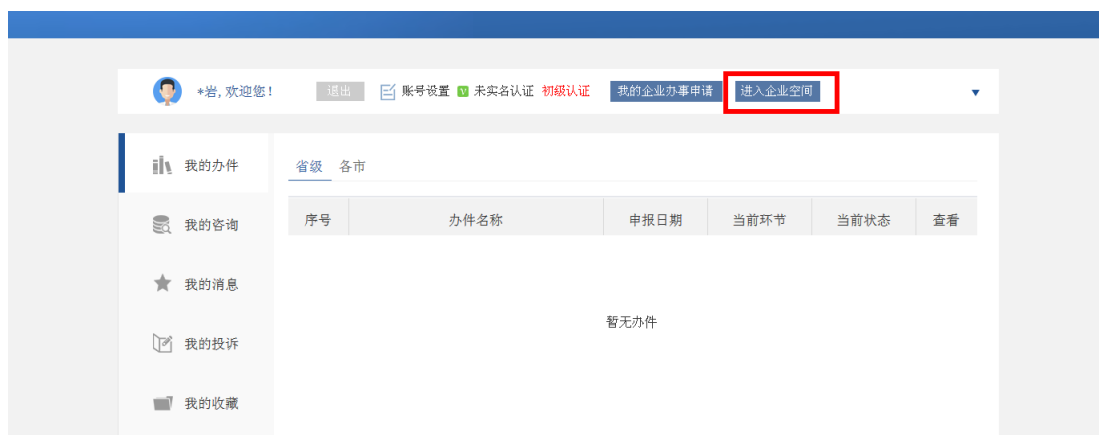 *岩, 欢迎您! 退出 账号设置 V 未实名认证 初级认证 我的企业办事申请 进入企业空间
我的办件
省级 各市
序号 办件名称 申报日期 当前环节 当前状态 查看
我的咨询
我的消息
暂无办件
我的投诉
我的收藏